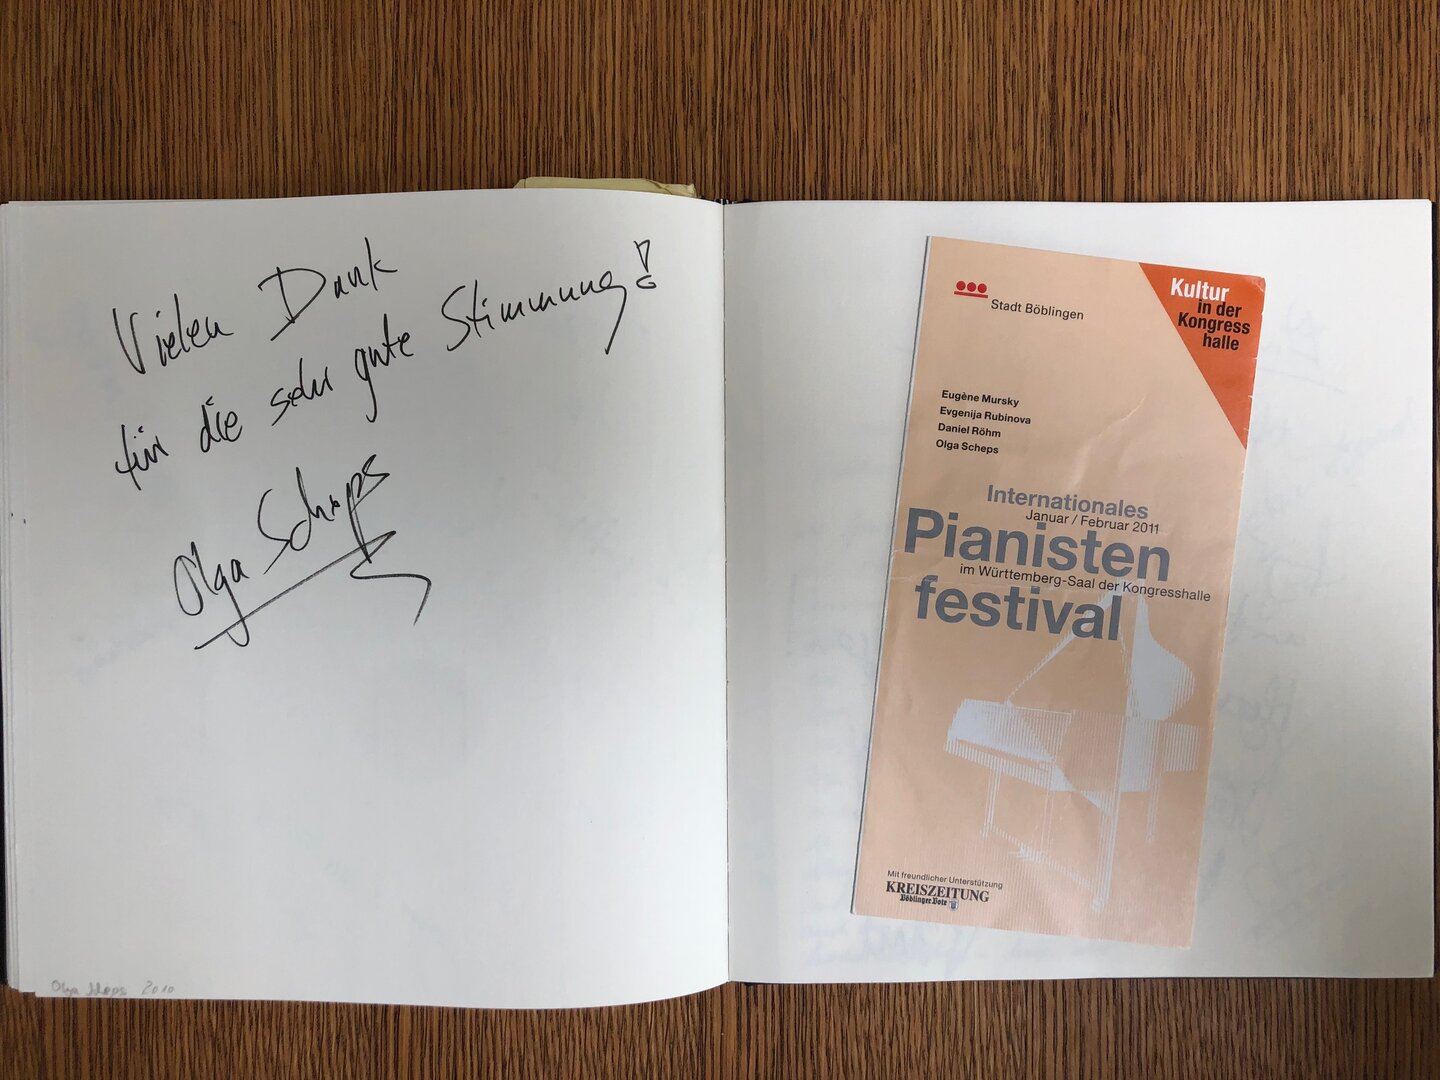 Vielen Dank
für die sehr gute Stimmung!
Olga Scheps
Olga Scheps 2010
Stadt Böblingen
Kultur
in der
Kongress
halle
Eugène Mursky
Evgenija Rubinova
Daniel Röhm
Olga Scheps
Internationales
Januar / Februar 2011
Pianisten
im Württemberg-Saal der Kongresshalle
festival
Mit freundlicher Unterstützung
KREISZEITUNG
Böblinger Bote